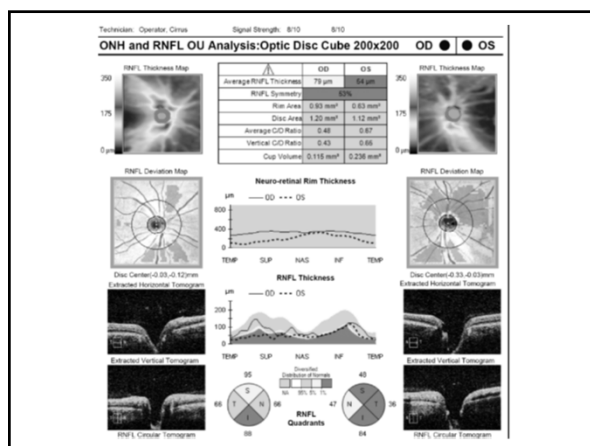 Technician: Operator, Cirrus Signal Strength: 8/10 8/10
ONH and RNFL OU Analysis:Optic Disc Cube 200x200 OD OS
RNFL Thickness Map
350
175
0 µm
OD OS
Average RNFL Thickness 79 µm 54 µm
RNFL Symmetry 63%
Rim Area 0.93 mm² 0.63 mm²
Disc Area 1.20 mm² 1.12 mm²
Average C/D Ratio 0.48 0.67
Vertical C/D Ratio 0.43 0.66
Cup Volume 0.115 mm³ 0.238 mm³
RNFL Thickness Map
350
175
0 µm
RNFL Deviation Map
Disc Center(-0.03,-0.12)mm
Extracted Horizontal Tomogram
Extracted Vertical Tomogram
RNFL Circular Tomogram
Neuro-retinal Rim Thickness
µm OD OS
800
400
0
TEMP SUP NAS INF TEMP
RNFL Thickness
µm OD OS
200
100
0
TEMP SUP NAS INF TEMP
Diversified
Distribution of Normals
NA 95% 5% 1%
95
66 S T N I 66
88
RNFL
Quadrants
40
47 S N T I 36
64
RNFL Deviation Map
Disc Center(-0.33,-0.03)mm
Extracted Horizontal Tomogram
Extracted Vertical Tomogram
RNFL Circular Tomogram